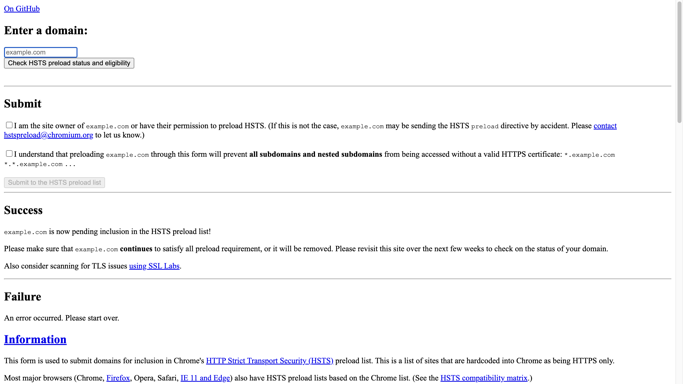 On GitHub
Enter a domain:
example.com
Check HSTS preload status and eligibility
Submit
I am the site owner of example.com or have their permission to preload HSTS. (If this is not the case, example.com may be sending the HSTS preload directive by accident. Please contact
hstspreload@chromium.org to let us know.)
I understand that preloading example.com through this form will prevent all subdomains and nested subdomains from being accessed without a valid HTTPS certificate: *.example.com
*.*.example.com ...
Submit to the HSTS preload list
Success
example.com is now pending inclusion in the HSTS preload list!
Please make sure that example.com continues to satisfy all preload requirement, or it will be removed. Please revisit this site over the next few weeks to check on the status of your domain.
Also consider scanning for TLS issues using SSL Labs.
Failure
An error occurred. Please start over.
Information
This form is used to submit domains for inclusion in Chrome's HTTP Strict Transport Security (HSTS) preload list. This is a list of sites that are hardcoded into Chrome as being HTTPS only.
Most major browsers (Chrome, Firefox, Opera, Safari, IE 11 and Edge) also have HSTS preload lists based on the Chrome list. (See the HSTS compatibility matrix.)